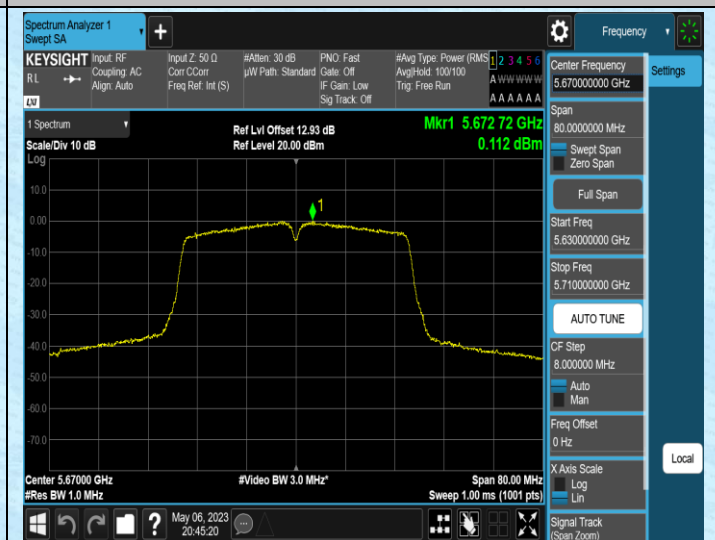 Spectrum Analyzer 1
Swept SA
+
Frequency
KEYSIGHT
R L
LXI
Input: RF
Coupling: AC
Align: Auto
Input Z: 50 Ω
Corr CCorr
Freq Ref: Int (S)
#Atten: 30 dB
µW Path: Standard
PNO: Fast
Gate: Off
IF Gain: Low
Sig Track: Off
#Avg Type: Power (RMS
Avg|Hold: 100/100
Trig: Free Run
1 2 3 4 5 6
A W W W W W
A A A A A A
1 Spectrum
Scale/Div 10 dB
Log
Ref Lvl Offset 12.93 dB
Ref Level 20.00 dBm
Mkr1 5.672 72 GHz
0.112 dBm
1
10.0
0.00
-10.0
-20.0
-30.0
-40.0
-50.0
-60.0
-70.0
Center 5.67000 GHz
#Res BW 1.0 MHz
#Video BW 3.0 MHz*
Span 80.00 MHz
Sweep 1.00 ms (1001 pts)
?
May 06, 2023
20:45:20
Center Frequency
5.670000000 GHz
Span
80.0000000 MHz
Swept Span
Zero Span
Full Span
Start Freq
5.630000000 GHz
Stop Freq
5.710000000 GHz
AUTO TUNE
CF Step
8.000000 MHz
Auto
Man
Freq Offset
0 Hz
X Axis Scale
Log
Lin
Signal Track
(Span Zoom)
Settings
Local